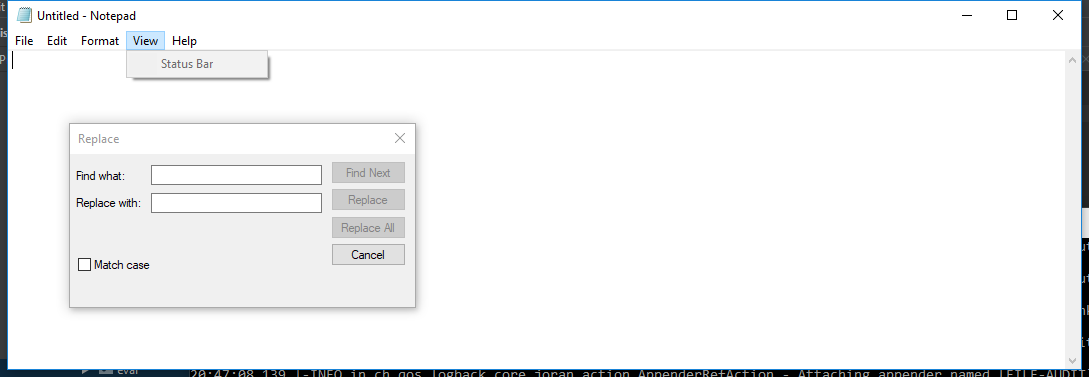 Untitled - Notepad
File Edit Format View Help
Status Bar
Replace
Find what:
Find Next
Replace with:
Replace
Replace All
Cancel
Match case
eval
20:47:08,139 |-INFO in ch.qos.logback.core.joran.action.AppenderRefAction - Attaching appender named [FILE-AUDIT